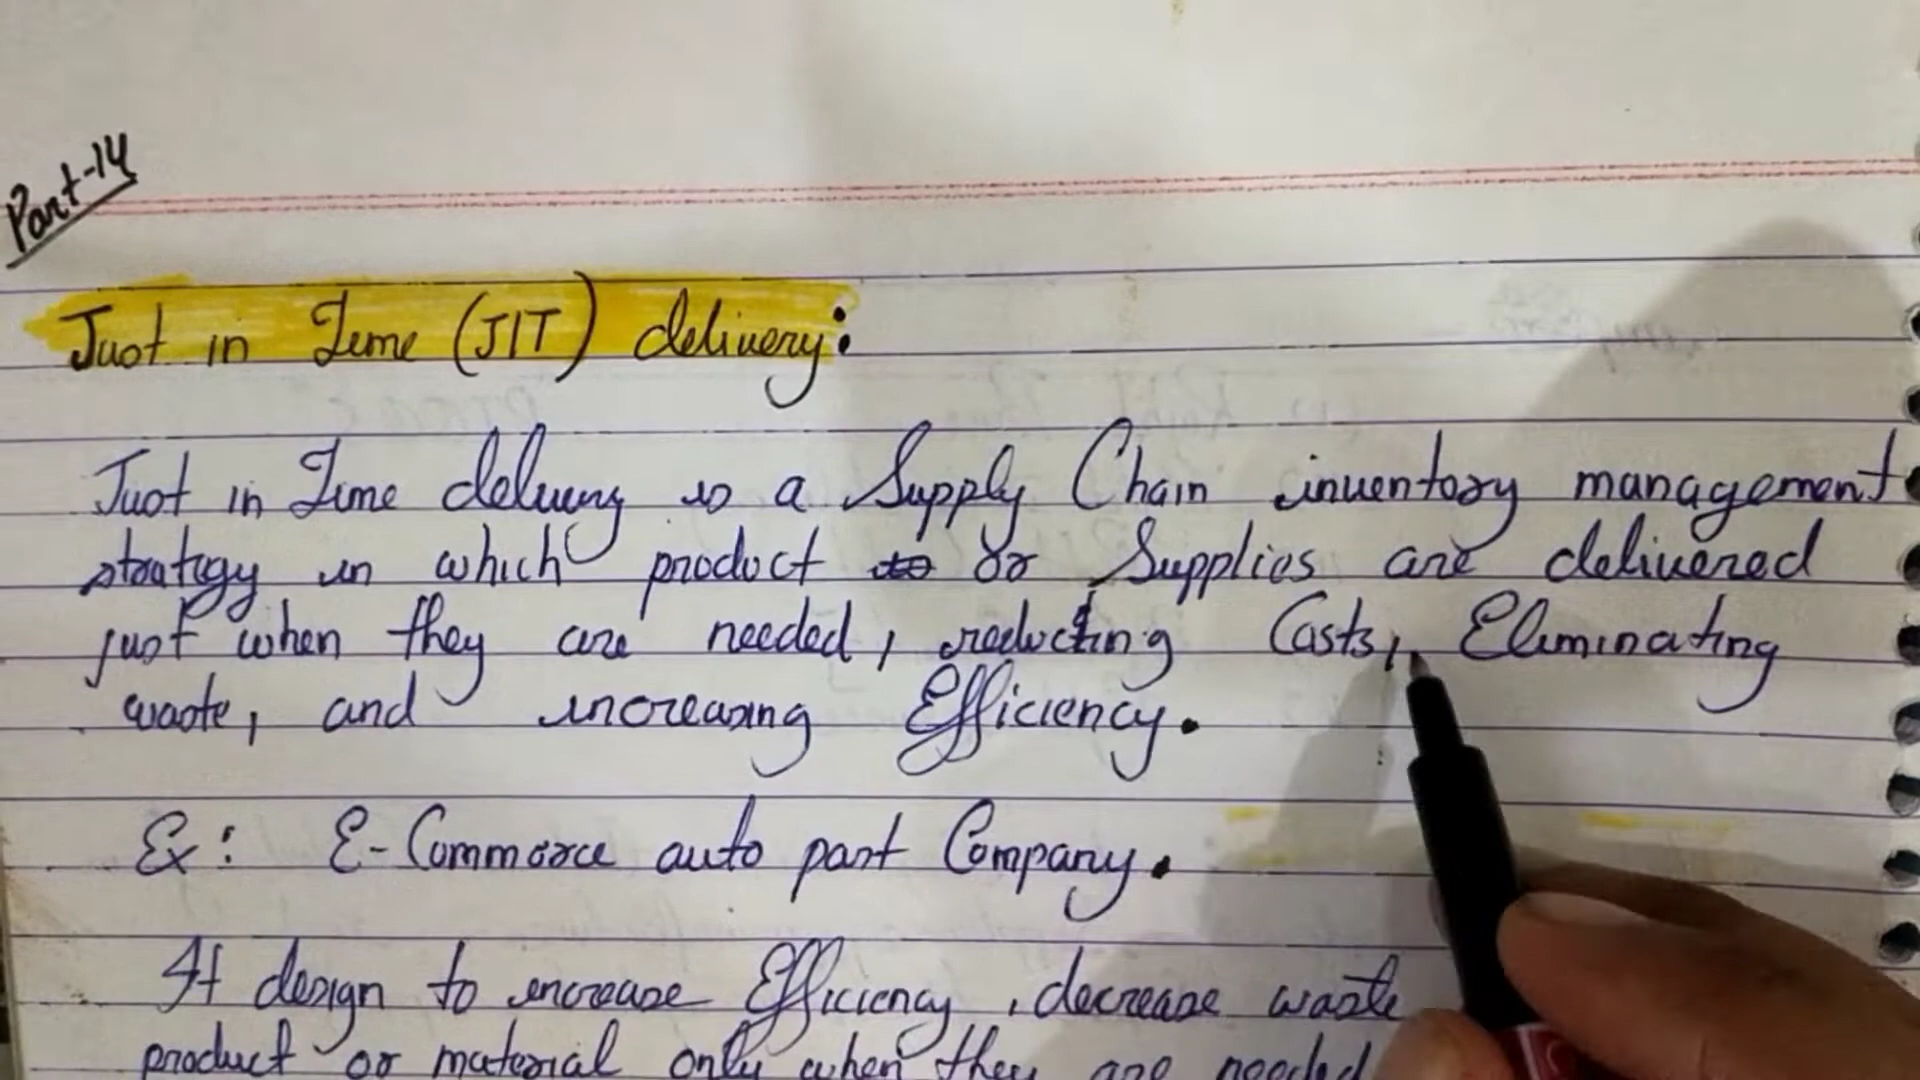 Part-14
Just in Time (JIT) delivery:
Just in Time delivery is a Supply Chain inventory management
strategy in which product or Supplies are delivered
just when they are needed, reducting Costs, Eliminating
waste, and increasing Efficiency.
Ex: E-Commerce auto part Company.
It design to increase Efficiency, decrease waste
product or material only when they are needed